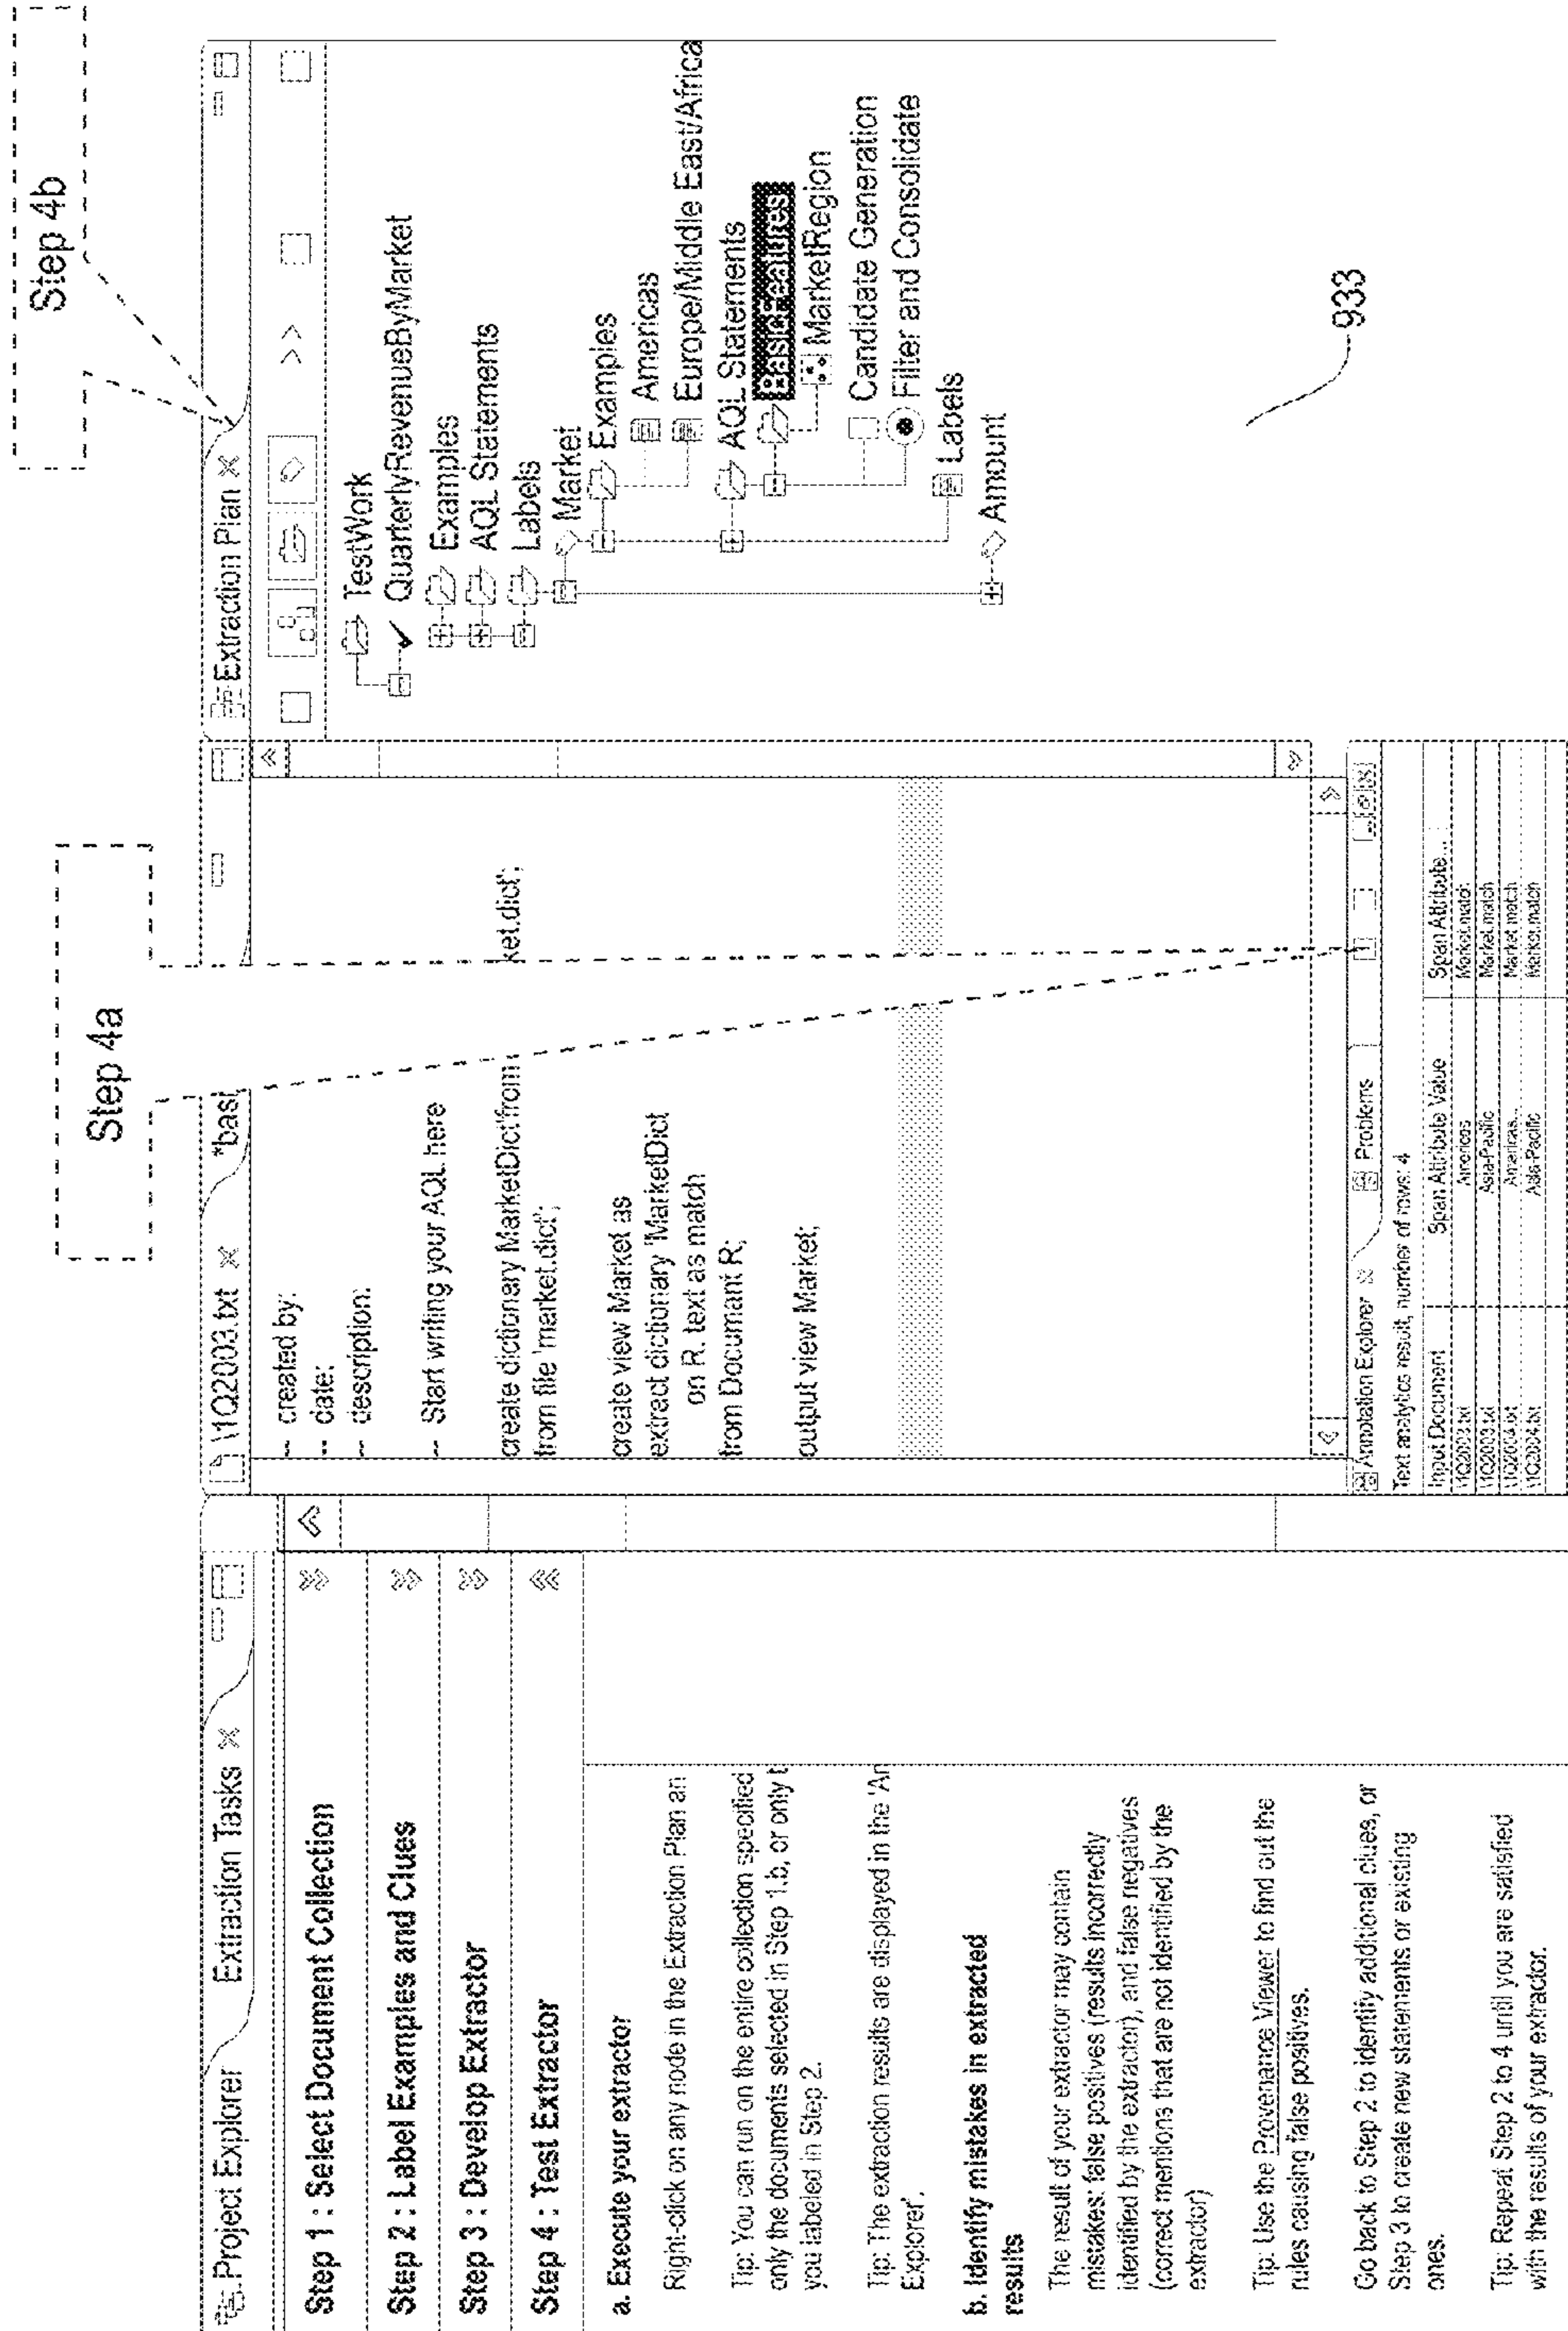 Step 4a
Step 4b
Project Explorer
Extraction Tasks
Step 1 : Select Document Collection
Step 2 : Label Examples and Clues
Step 3 : Develop Extractor
Step 4 : Test Extractor
a. Execute your extractor
Right-click on any node in the Extraction Plan an
Tip: You can run on the entire collection specified
only the documents selected in Step 1.b, or only t
you labeled in Step 2.
Tip: The extraction results are displayed in the 'An
Explorer'.
b. Identify mistakes in extracted
results
The result of your extractor may contain
mistakes: false positives (results incorrectly
identified by the extractor), and false negatives
(correct mentions that are not identified by the
extractor)
Tip: Use the Provenance Viewer to find out the
rules causing false positives.
Go back to Step 2 to identify additional clues, or
Step 3 to create new statements or existing
ones.
Tip: Repeat Step 2 to 4 until you are satisfied
with the results of your extractor.
\1Q2003.txt
*basi
-- created by:
-- date:
-- description:
-- Start writing your AQL here
create dictionary MarketDict'from
ket.dict';
from file 'market.dict';
create view Market as
extract dictionary 'MarketDict
on R. text as match
from Documant R;
output view Market;
Annotation Explorer
Problems
Text analytics result, number of rows: 4
Input Document Span Attribute Value Span Attribute...
\1Q2003.txt Americas Market.match
\1Q2003.txt Asia-Pacific Market.match
\1Q2004.txt Americas... Market.match
\1Q2004.txt Asia-Pacific Market.match
Extraction Plan
>>
TestWork
QuarterlyRevenueByMarket
Examples
AQL Statements
Labels
Market
Examples
Americas
Europe/Middle East/Africa
AQL Statements
BasicFeatures
MarketRegion
Candidate Generation
Filter and Consolidate
Labels
Amount
933